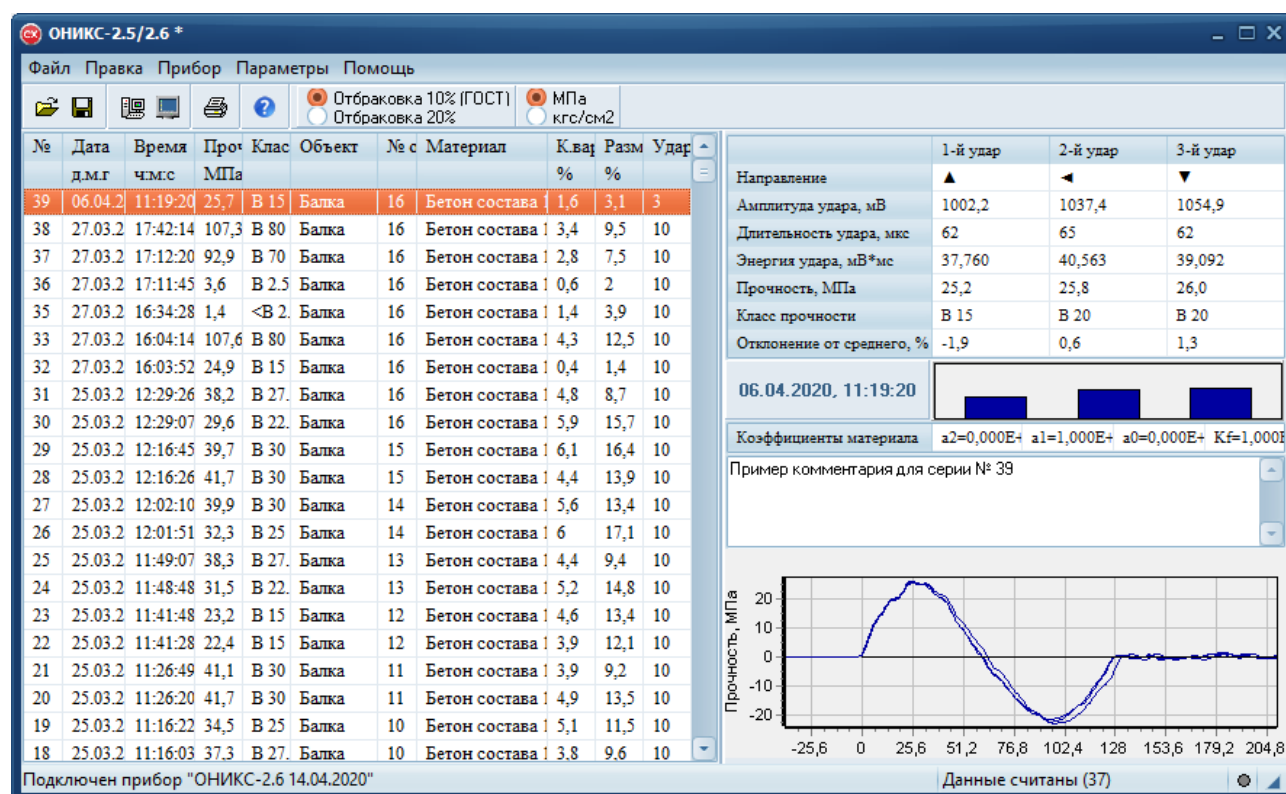 ОНИКС-2.5/2.6 *
Файл Правка Прибор Параметры Помощь
Отбраковка 10% (ГОСТ) МПа
Отбраковка 20% кгс/см2
№ Дата Время Проч Клас Объект № с Материал К.вар Разм Удар
д.м.г ч:м:с МПа % %
39 06.04.2 11:19:20 25,7 В 15 Балка 16 Бетон состава 1 1,6 3,1 3
38 27.03.2 17:42:14 107,3 В 80 Балка 16 Бетон состава 1 3,4 9,5 10
37 27.03.2 17:12:20 92,9 В 70 Балка 16 Бетон состава 1 2,8 7,5 10
36 27.03.2 17:11:45 3,6 В 2.5 Балка 16 Бетон состава 1 0,6 2 10
35 27.03.2 16:34:28 1,4 <В 2. Балка 16 Бетон состава 1 1,4 3,9 10
33 27.03.2 16:04:14 107,6 В 80 Балка 16 Бетон состава 1 4,3 12,5 10
32 27.03.2 16:03:52 24,9 В 15 Балка 16 Бетон состава 1 0,4 1,4 10
31 25.03.2 12:29:26 38,2 В 27. Балка 16 Бетон состава 1 4,8 8,7 10
30 25.03.2 12:29:07 29,6 В 22. Балка 16 Бетон состава 1 5,9 15,7 10
29 25.03.2 12:16:45 39,7 В 30 Балка 15 Бетон состава 1 6,1 16,4 10
28 25.03.2 12:16:26 41,7 В 30 Балка 15 Бетон состава 1 4,4 13,9 10
27 25.03.2 12:02:10 39,9 В 30 Балка 14 Бетон состава 1 5,6 13,4 10
26 25.03.2 12:01:51 32,3 В 25 Балка 14 Бетон состава 1 6 17,1 10
25 25.03.2 11:49:07 38,3 В 27. Балка 13 Бетон состава 1 4,4 9,4 10
24 25.03.2 11:48:48 31,5 В 22. Балка 13 Бетон состава 1 5,2 14,8 10
23 25.03.2 11:41:48 23,2 В 15 Балка 12 Бетон состава 1 4,6 13,4 10
22 25.03.2 11:41:28 22,4 В 15 Балка 12 Бетон состава 1 3,9 12,1 10
21 25.03.2 11:26:49 41,1 В 30 Балка 11 Бетон состава 1 3,9 9,2 10
20 25.03.2 11:26:20 41,7 В 30 Балка 11 Бетон состава 1 4,9 13,5 10
19 25.03.2 11:16:22 34,5 В 25 Балка 10 Бетон состава 1 5,1 11,5 10
18 25.03.2 11:16:03 37,3 В 27. Балка 10 Бетон состава 1 3,8 9,6 10
1-й удар 2-й удар 3-й удар
Направление ▲ ◄ ▼
Амплитуда удара, мВ 1002,2 1037,4 1054,9
Длительность удара, мкс 62 65 62
Энергия удара, мВ*мс 37,760 40,563 39,092
Прочность, МПа 25,2 25,8 26,0
Класс прочности В 15 В 20 В 20
Отклонение от среднего, % -1,9 0,6 1,3
06.04.2020, 11:19:20
Коэффициенты материала a2=0,000E+ a1=1,000E+ a0=0,000E+ Kf=1,000E
Пример комментария для серии № 39
Прочность, МПа
20
10
0
-10
-20
-25,6 0 25,6 51,2 76,8 102,4 128 153,6 179,2 204,8
Подключен прибор "ОНИКС-2.6 14.04.2020" Данные считаны (37)